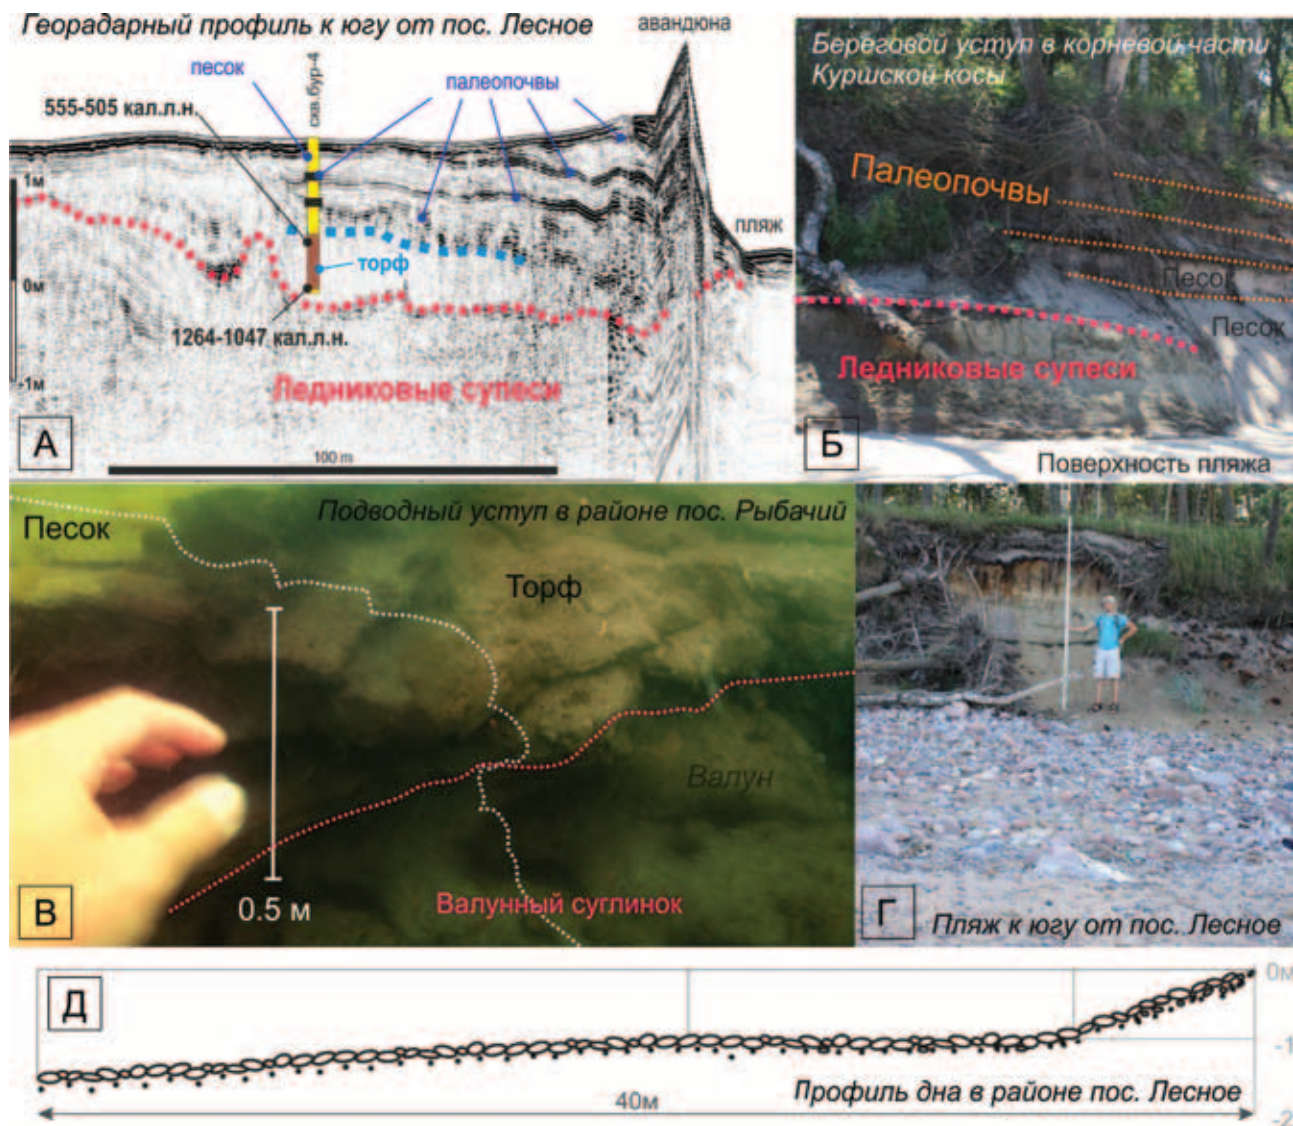 Георадарный профиль к югу от пос. Лесное
авандюна
песок
скв.бур-4
палеопочвы
555-505 кал.л.н.
1м
пляж
торф
0м
1264-1047 кал.л.н.
-1м
Ледниковые супеси
А
100 m
Береговой уступ в корневой части
Куршской косы
Палеопочвы
Песок
Песок
Ледниковые супеси
Б
Поверхность пляжа
Подводный уступ в районе пос. Рыбачий
Песок
Торф
Валун
0.5 м
Валунный суглинок
В
Г
Пляж к югу от пос. Лесное
Д
0м
-1
Профиль дна в районе пос. Лесное
40м
-2